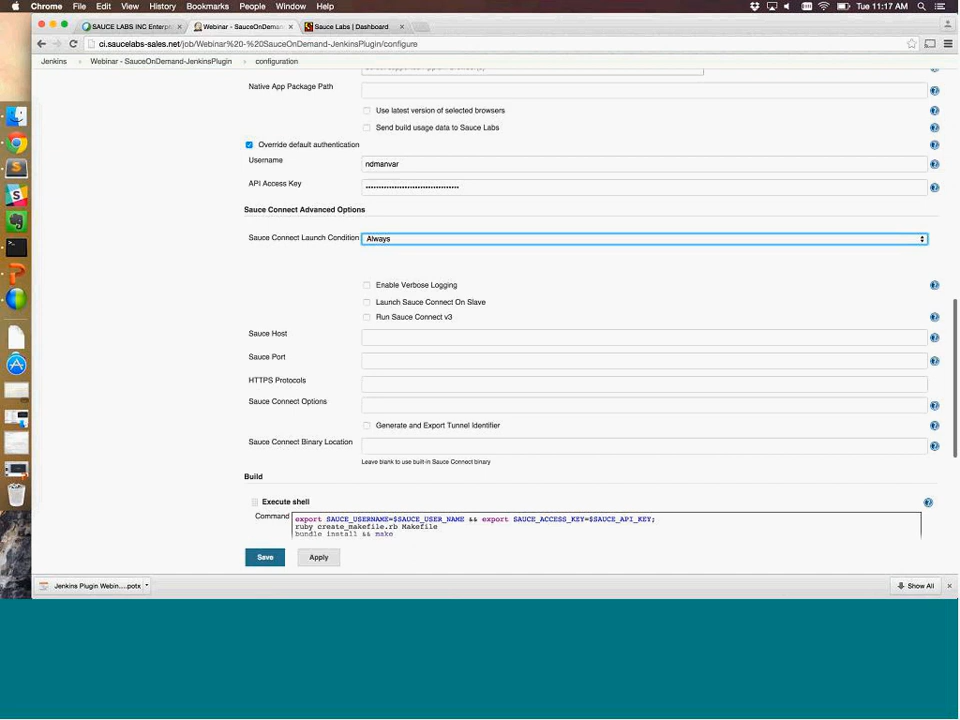 Chrome File Edit View History Bookmarks People Window Help Tue 11:17 AM
SAUCE LABS INC Enterp Webinar - SauceOnDeman Sauce Labs | Dashboard
ci.saucelabs-sales.net/job/Webinar%20-%20SauceOnDemand-JenkinsPlugin/configure
Jenkins Webinar - SauceOnDemand-JenkinsPlugin configuration
Native App Package Path
Use latest version of selected browsers
Send build usage data to Sauce Labs
Override default authentication
Username ndmanvar
API Access Key
Sauce Connect Advanced Options
Sauce Connect Launch Condition Always
Enable Verbose Logging
Launch Sauce Connect On Slave
Run Sauce Connect v3
Sauce Host
Sauce Port
HTTPS Protocols
Sauce Connect Options
Generate and Export Tunnel Identifier
Sauce Connect Binary Location
Leave blank to use built-in Sauce Connect binary
Build
Execute shell
Command export SAUCE_USERNAME=$SAUCE_USER_NAME && export SAUCE_ACCESS_KEY=$SAUCE_API_KEY;
ruby create_makefile.rb Makefile
bundle install && make
Save Apply
Jenkins Plugin Webin....potx Show All